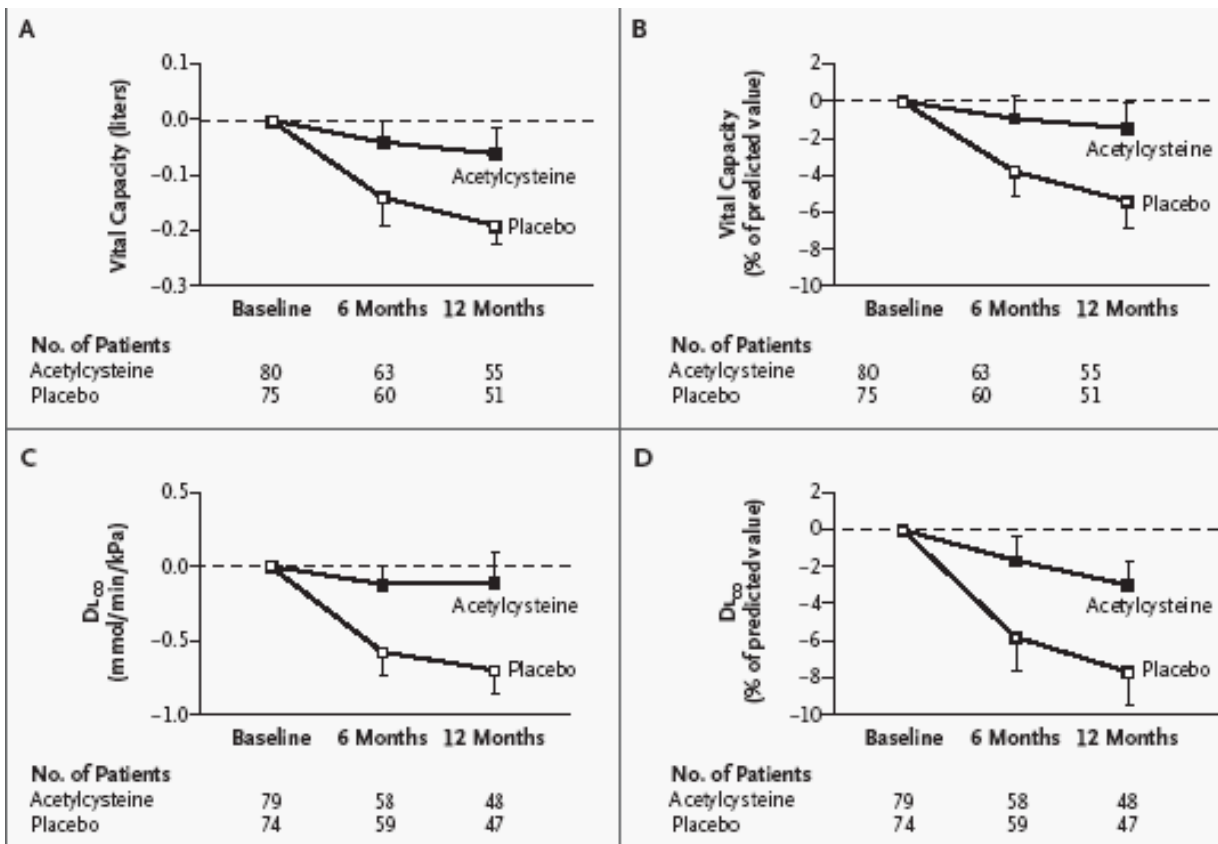 A
Vital Capacity (liters)
0.1
0.0
–0.1
–0.2
–0.3
Acetylcysteine
Placebo
Baseline 6 Months 12 Months
No. of Patients
Acetylcysteine 80 63 55
Placebo 75 60 51
B
Vital Capacity
(% of predicted value)
2
0
–2
–4
–6
–8
–10
Acetylcysteine
Placebo
Baseline 6 Months 12 Months
No. of Patients
Acetylcysteine 80 63 55
Placebo 75 60 51
C
DLCO
(mmol/min/kPa)
0.5
0.0
–0.5
–1.0
Acetylcysteine
Placebo
Baseline 6 Months 12 Months
No. of Patients
Acetylcysteine 79 58 48
Placebo 74 59 47
D
DLCO
(% of predicted value)
2
0
–2
–4
–6
–8
–10
Acetylcysteine
Placebo
Baseline 6 Months 12 Months
No. of Patients
Acetylcysteine 79 58 48
Placebo 74 59 47